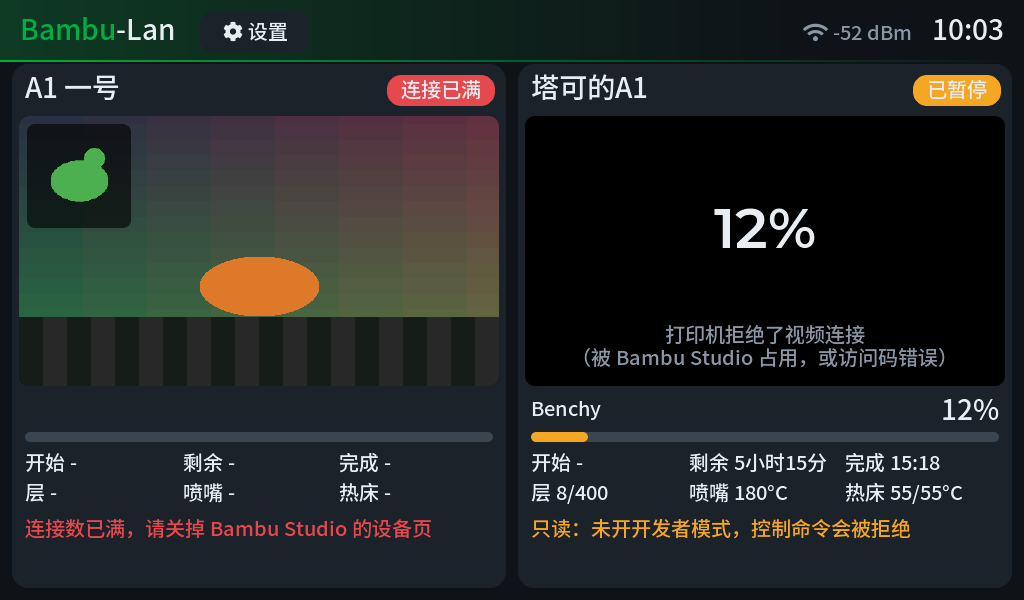 Bambu-Lan
设置
-52 dBm
10:03
A1 一号
连接已满
开始 -
剩余 -
完成 -
层 -
喷嘴 -
热床 -
连接数已满，请关掉 Bambu Studio 的设备页
塔可的A1
已暂停
12%
打印机拒绝了视频连接
（被 Bambu Studio 占用，或访问码错误）
Benchy
12%
开始 -
剩余 5小时15分
完成 15:18
层 8/400
喷嘴 180°C
热床 55/55°C
只读：未开开发者模式，控制命令会被拒绝